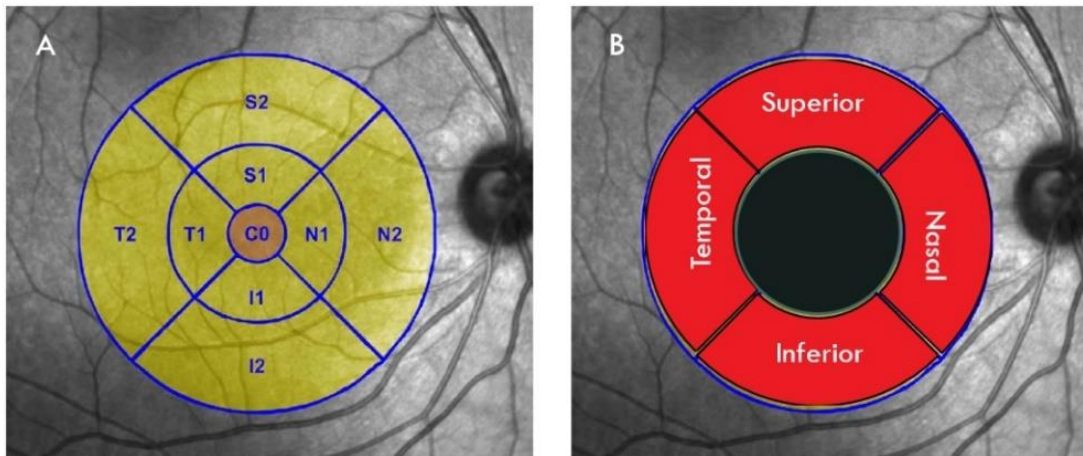 A
S2
S1
T2 T1 C0 N1 N2
I1
I2
B
Superior
Temporal
Nasal
Inferior